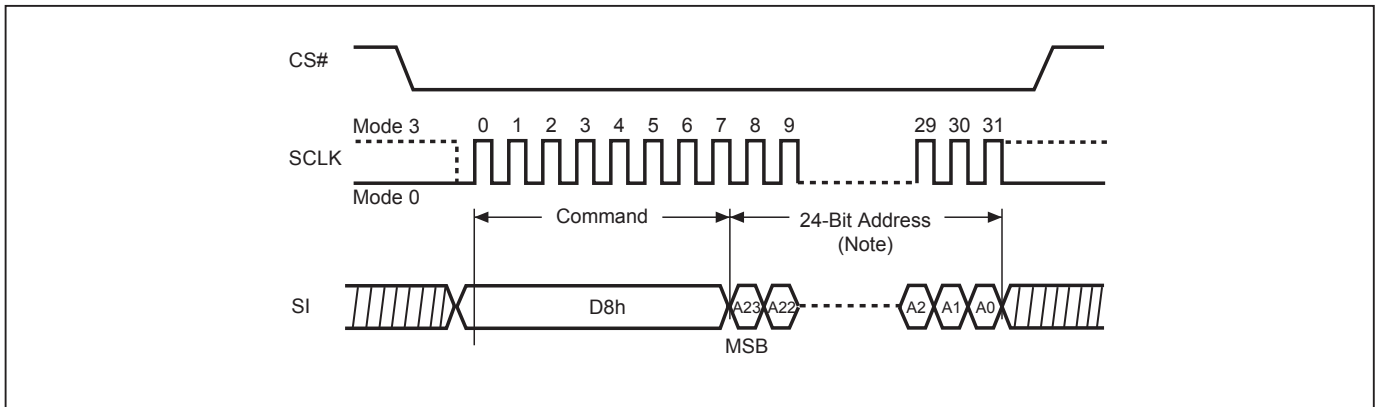 CS#
Mode 3
0 1 2 3 4 5 6 7 8 9 29 30 31
SCLK
Mode 0
Command
24-Bit Address
(Note)
SI
D8h
A23 A22 A2 A1 A0
MSB